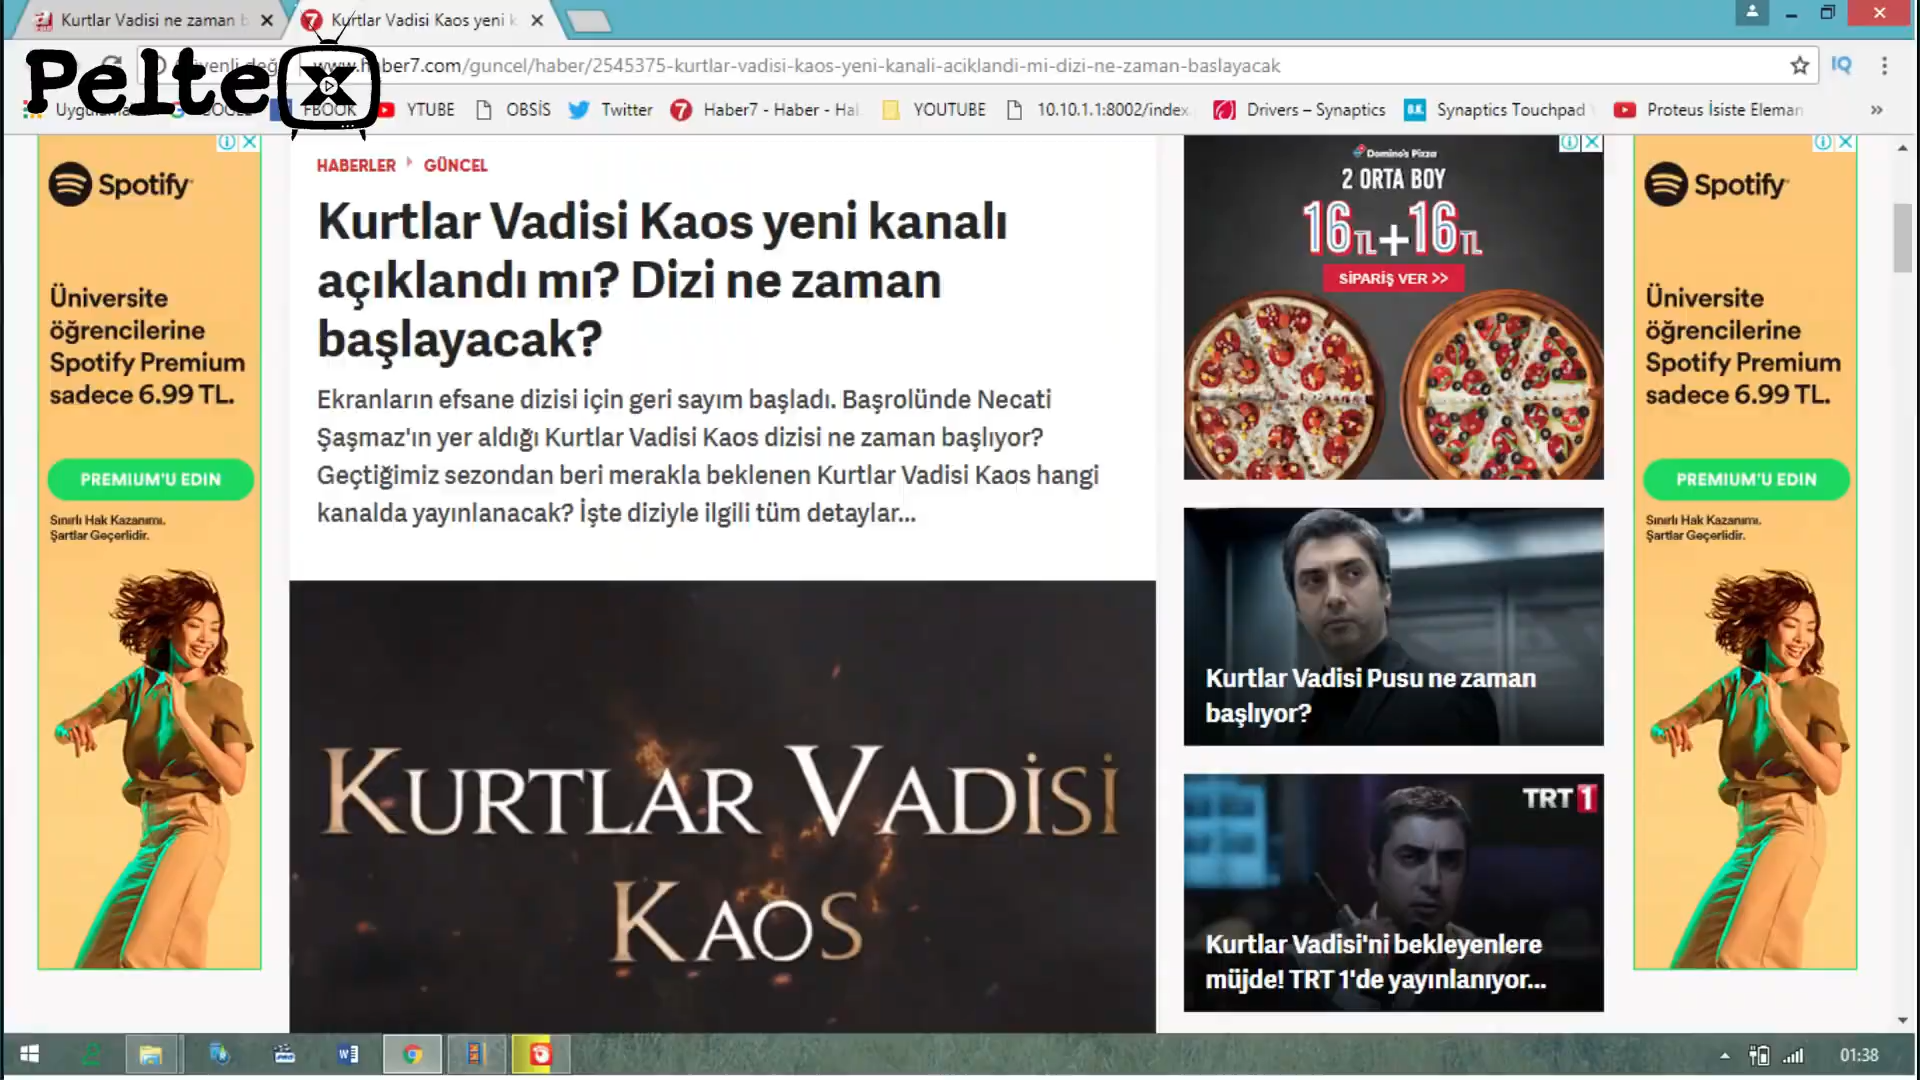 Kurtlar Vadisi ne zaman b
Kurtlar Vadisi Kaos yeni k
PelteX
www.haber7.com/guncel/haber/2545375-kurtlar-vadisi-kaos-yeni-kanali-aciklandi-mi-dizi-ne-zaman-baslayacak
IQ
FBOOK
YTUBE
OBSİS
Twitter
Haber7 - Haber - Hal
YOUTUBE
10.10.1.1:8002/index.
Drivers – Synaptics
Synaptics Touchpad
Proteus İsiste Eleman
»
Spotify
Üniversite
öğrencilerine
Spotify Premium
sadece 6.99 TL.
PREMIUM'U EDIN
Sınırlı Hak Kazanımı.
Şartlar Geçerlidir.
HABERLER
GÜNCEL
Kurtlar Vadisi Kaos yeni kanalı
açıklandı mı? Dizi ne zaman
başlayacak?
Ekranların efsane dizisi için geri sayım başladı. Başrolünde Necati
Şaşmaz'ın yer aldığı Kurtlar Vadisi Kaos dizisi ne zaman başlıyor?
Geçtiğimiz sezondan beri merakla beklenen Kurtlar Vadisi Kaos hangi
kanalda yayınlanacak? İşte diziyle ilgili tüm detaylar...
KURTLAR VADİSİ
KAOS
Domino's Pizza
2 ORTA BOY
16TL+16TL
SİPARİŞ VER >>
Kurtlar Vadisi Pusu ne zaman
başlıyor?
TRT 1
Kurtlar Vadisi'ni bekleyenlere
müjde! TRT 1'de yayınlanıyor...
Spotify
Üniversite
öğrencilerine
Spotify Premium
sadece 6.99 TL.
PREMIUM'U EDIN
Sınırlı Hak Kazanımı.
Şartlar Geçerlidir.
01:38